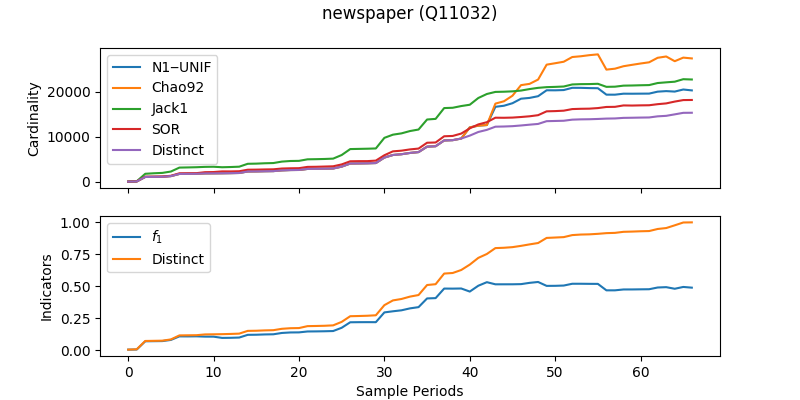 newspaper (Q11032)
Cardinality
20000
10000
0
N1−UNIF
Chao92
Jack1
SOR
Distinct
Indicators
1.00
0.75
0.50
0.25
0.00
f₁
Distinct
0 10 20 30 40 50 60
Sample Periods